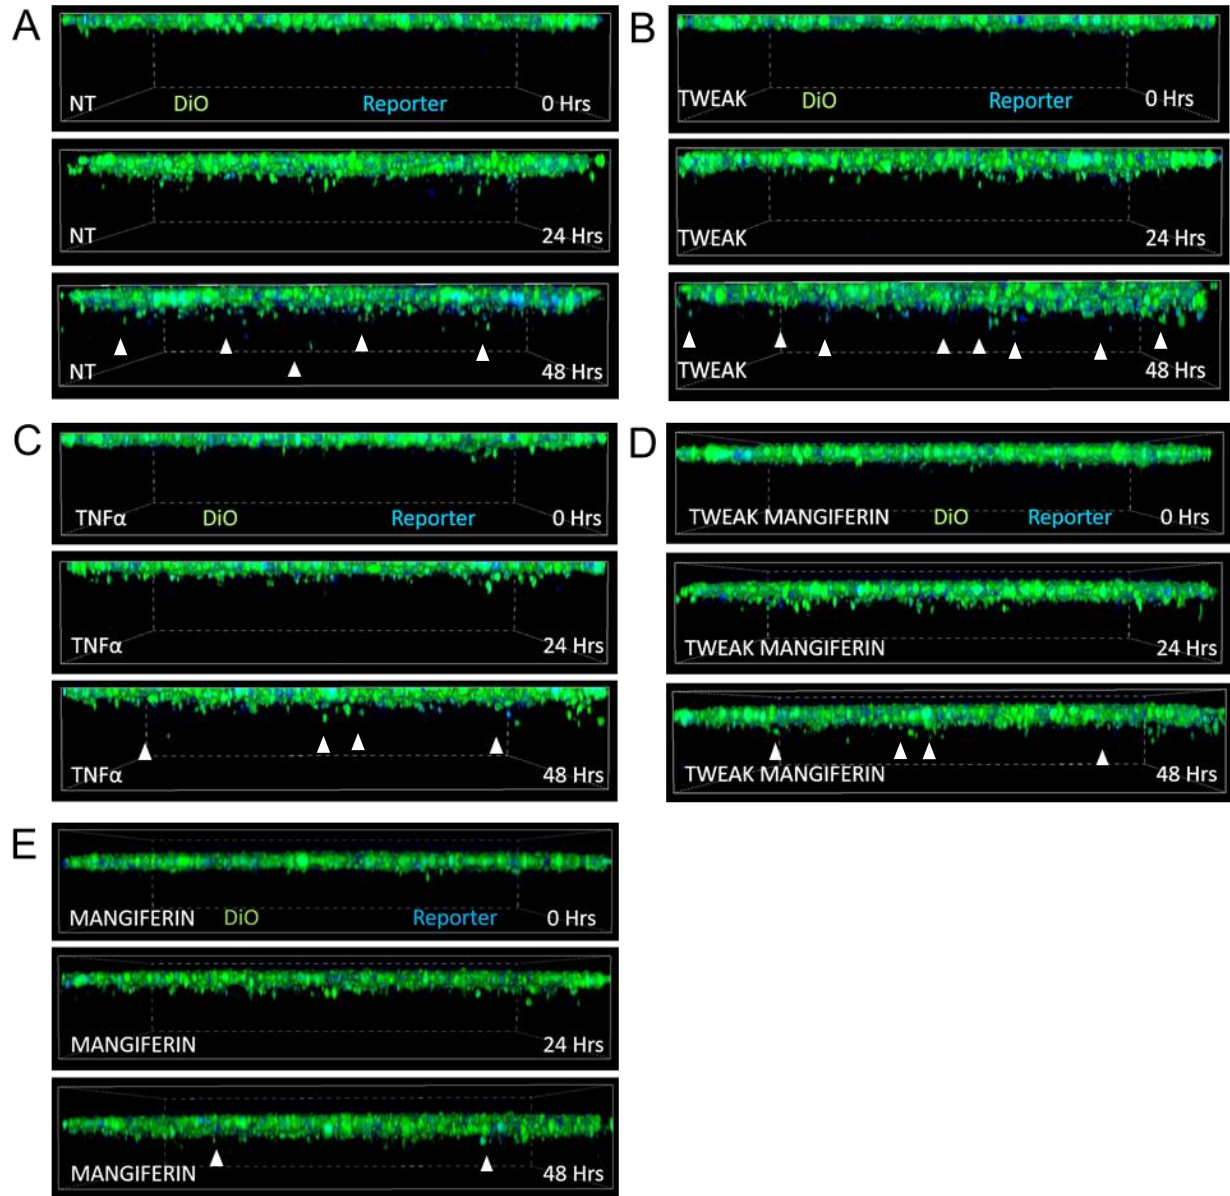 A
NT DiO Reporter 0 Hrs
NT 24 Hrs
NT 48 Hrs
B
TWEAK DiO Reporter 0 Hrs
TWEAK 24 Hrs
TWEAK 48 Hrs
C
TNFα DiO Reporter 0 Hrs
TNFα 24 Hrs
TNFα 48 Hrs
D
TWEAK MANGIFERIN DiO Reporter 0 Hrs
TWEAK MANGIFERIN 24 Hrs
TWEAK MANGIFERIN 48 Hrs
E
MANGIFERIN DiO Reporter 0 Hrs
MANGIFERIN 24 Hrs
MANGIFERIN 48 Hrs